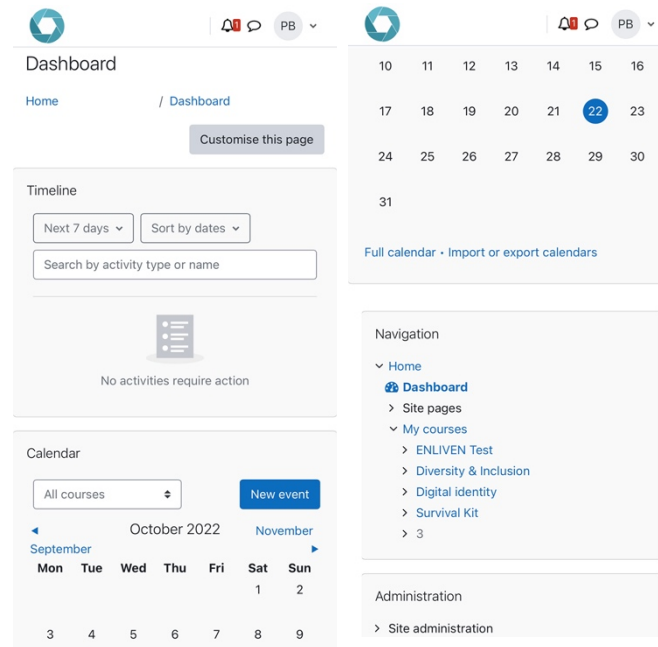 1 PB
Dashboard
Home / Dashboard
Customise this page
Timeline
Next 7 days Sort by dates
Search by activity type or name
No activities require action
Calendar
All courses New event
October 2022 November
September
Mon Tue Wed Thu Fri Sat Sun
1 2
3 4 5 6 7 8 9
1 PB
10 11 12 13 14 15 16
17 18 19 20 21 22 23
24 25 26 27 28 29 30
31
Full calendar • Import or export calendars
Navigation
Home
Dashboard
Site pages
My courses
ENLIVEN Test
Diversity & Inclusion
Digital identity
Survival Kit
3
Administration
Site administration